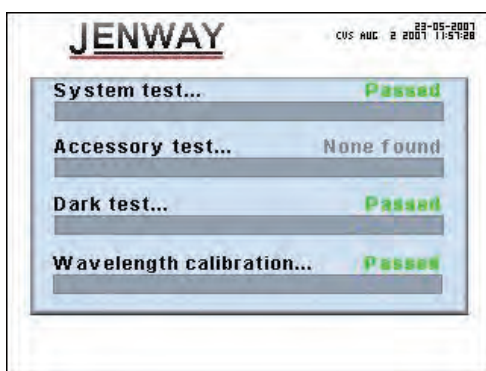 JENWAY
23-05-2007
CVS AUG 2 2007 11:57:28
System test... Passed
Accessory test... None found
Dark test... Passed
Wavelength calibration... Passed